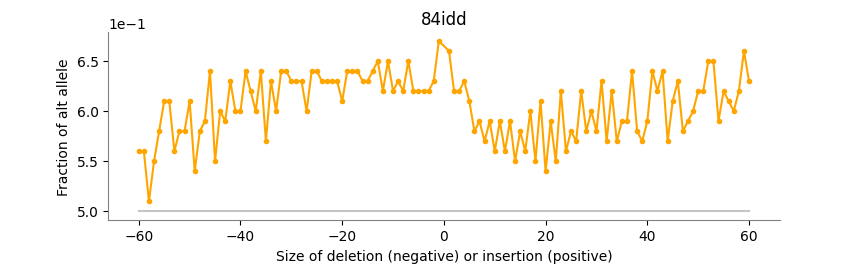 84idd
1e−1
Fraction of alt allele
6.5
6.0
5.5
5.0
−60 −40 −20 0 20 40 60
Size of deletion (negative) or insertion (positive)